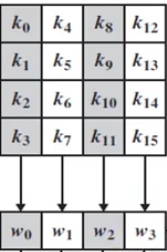 k₀ k₄ k₈ k₁₂
k₁ k₅ k₉ k₁₃
k₂ k₆ k₁₀ k₁₄
k₃ k₇ k₁₁ k₁₅
w₀ w₁ w₂ w₃